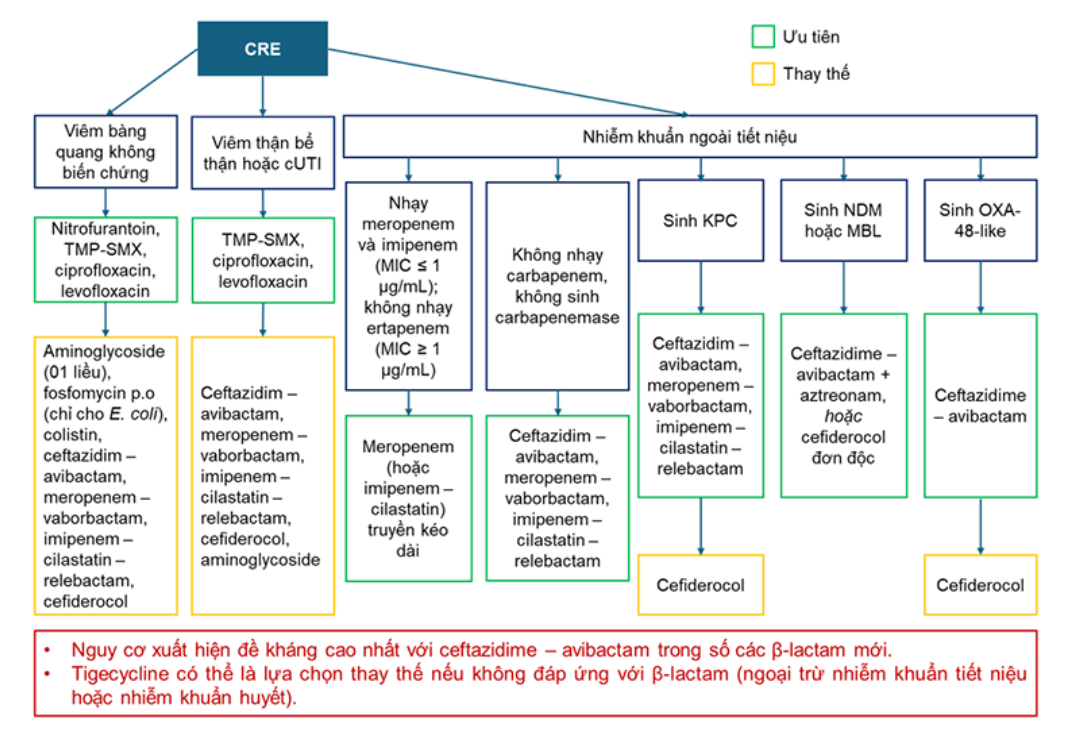 CRE
Ưu tiên
Thay thế
Viêm bàng
quang không
biến chứng
Viêm thận bể
thận hoặc cUTI
Nhiễm khuẩn ngoài tiết niệu
Nitrofurantoin,
TMP-SMX,
ciprofloxacin,
levofloxacin
TMP-SMX,
ciprofloxacin,
levofloxacin
Nhạy
meropenem
và imipenem
(MIC ≤ 1
µg/mL);
không nhạy
ertapenem
(MIC ≥ 1
µg/mL)
Không nhạy
carbapenem,
không sinh
carbapenemase
Sinh KPC
Sinh NDM
hoặc MBL
Sinh OXA-
48-like
Aminoglycoside
(01 liều),
fosfomycin p.o
(chỉ cho E. coli),
colistin,
ceftazidim –
avibactam,
meropenem –
vaborbactam,
imipenem –
cilastatin –
relebactam,
cefiderocol
Ceftazidim –
avibactam,
meropenem –
vaborbactam,
imipenem –
cilastatin –
relebactam,
cefiderocol,
aminoglycoside
Meropenem
(hoặc
imipenem –
cilastatin)
truyền kéo
dài
Ceftazidim –
avibactam,
meropenem –
vaborbactam,
imipenem –
cilastatin –
relebactam
Ceftazidim –
avibactam,
meropenem –
vaborbactam,
imipenem –
cilastatin –
relebactam
Ceftazidime –
avibactam +
aztreonam,
hoặc
cefiderocol
đơn độc
Ceftazidime
– avibactam
Cefiderocol
Cefiderocol
• Nguy cơ xuất hiện đề kháng cao nhất với ceftazidime – avibactam trong số các β-lactam mới.
• Tigecycline có thể là lựa chọn thay thế nếu không đáp ứng với β-lactam (ngoại trừ nhiễm khuẩn tiết niệu
hoặc nhiễm khuẩn huyết).